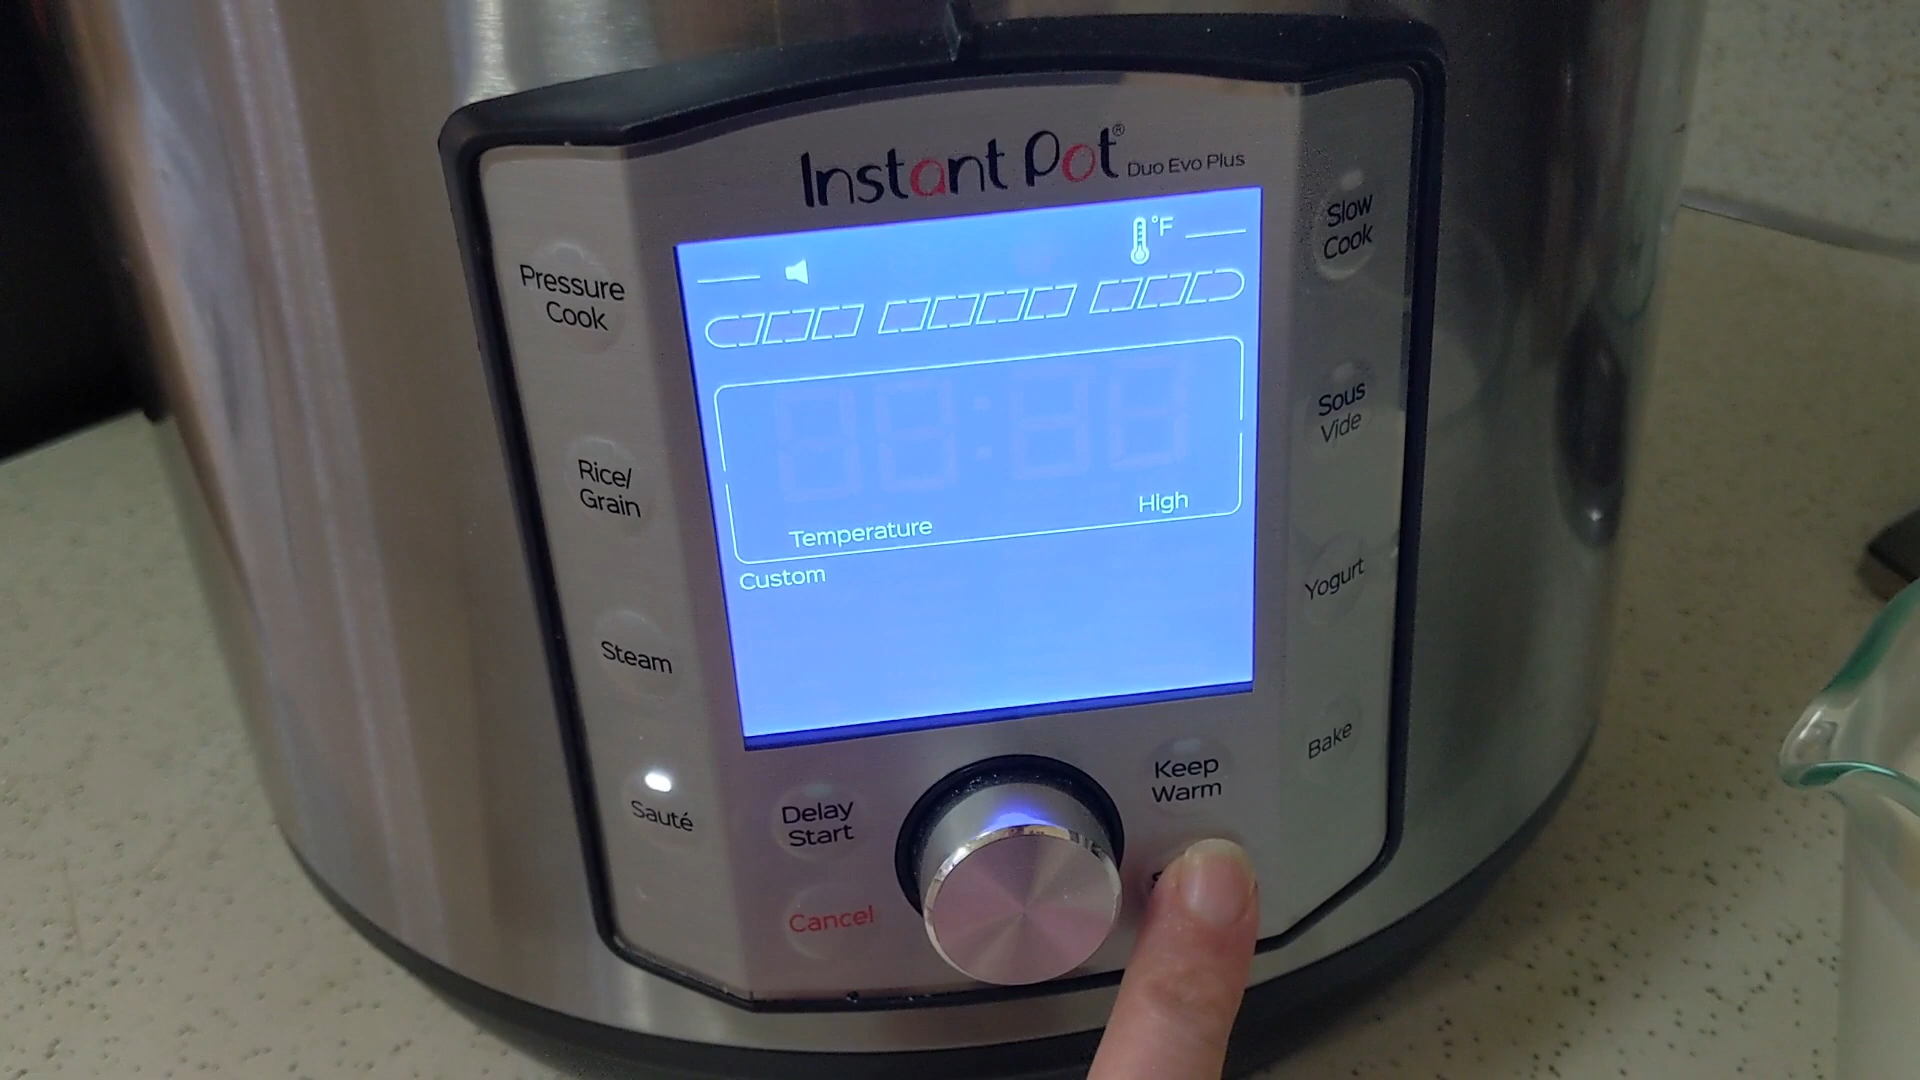 Instant Pot® Duo Evo Plus
Pressure
Cook
Rice/
Grain
Steam
Sauté
°F
Temperature
High
Custom
Slow
Cook
Sous
Vide
Yogurt
Bake
Delay
Start
Keep
Warm
Cancel